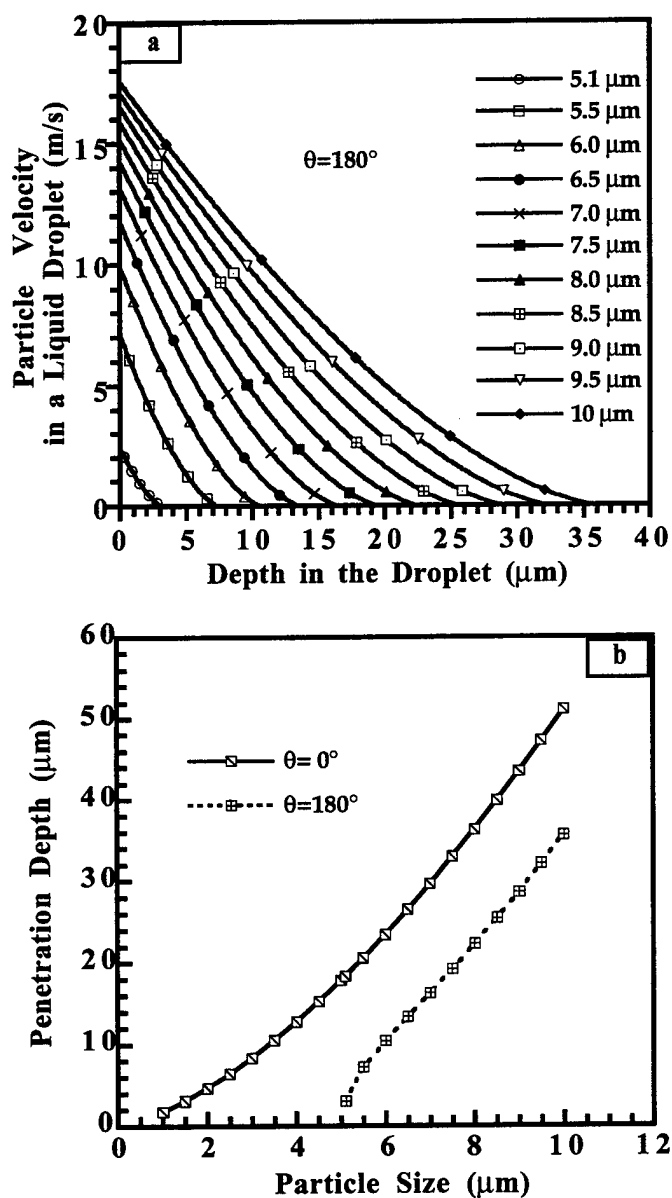 a
20
15
10
5
0
Particle Velocity
in a Liquid Droplet (m/s)
θ=180°
5.1 μm
5.5 μm
6.0 μm
6.5 μm
7.0 μm
7.5 μm
8.0 μm
8.5 μm
9.0 μm
9.5 μm
10 μm
0 5 10 15 20 25 30 35 40
Depth in the Droplet (μm)
b
60
50
40
30
20
10
0
Penetration Depth (μm)
θ= 0°
θ=180°
0 2 4 6 8 10 12
Particle Size (μm)